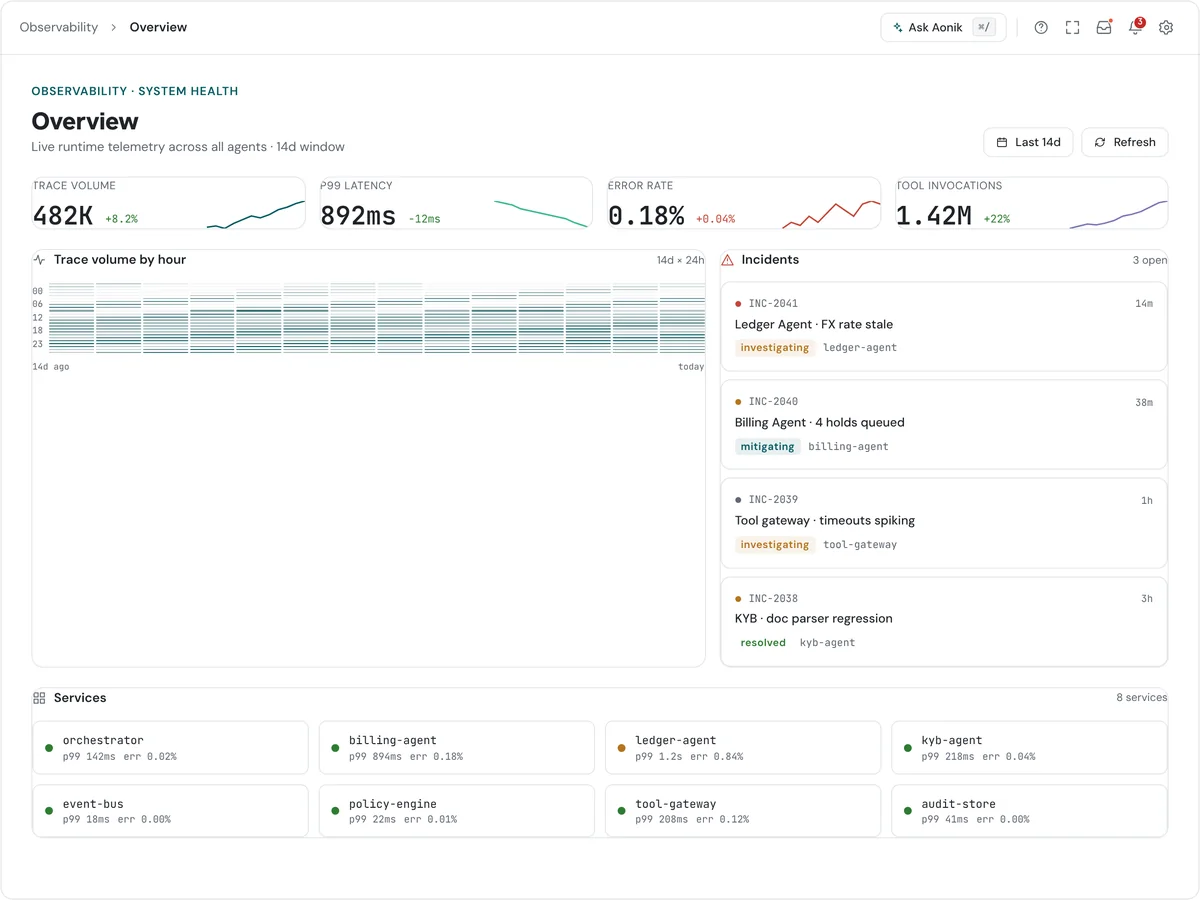 Observability > Overview
Ask Aonik ⌘/
3
OBSERVABILITY · SYSTEM HEALTH
Overview
Live runtime telemetry across all agents · 14d window
Last 14d
Refresh
TRACE VOLUME
482K +8.2%
P99 LATENCY
892ms -12ms
ERROR RATE
0.18% +0.04%
TOOL INVOCATIONS
1.42M +22%
Trace volume by hour
14d × 24h
00
06
12
18
23
14d ago
today
Incidents
3 open
INC-2041
14m
Ledger Agent · FX rate stale
investigating ledger-agent
INC-2040
38m
Billing Agent · 4 holds queued
mitigating billing-agent
INC-2039
1h
Tool gateway · timeouts spiking
investigating tool-gateway
INC-2038
3h
KYB · doc parser regression
resolved kyb-agent
Services
8 services
orchestrator
p99 142ms err 0.02%
billing-agent
p99 894ms err 0.18%
ledger-agent
p99 1.2s err 0.84%
kyb-agent
p99 218ms err 0.04%
event-bus
p99 18ms err 0.00%
policy-engine
p99 22ms err 0.01%
tool-gateway
p99 208ms err 0.12%
audit-store
p99 41ms err 0.00%